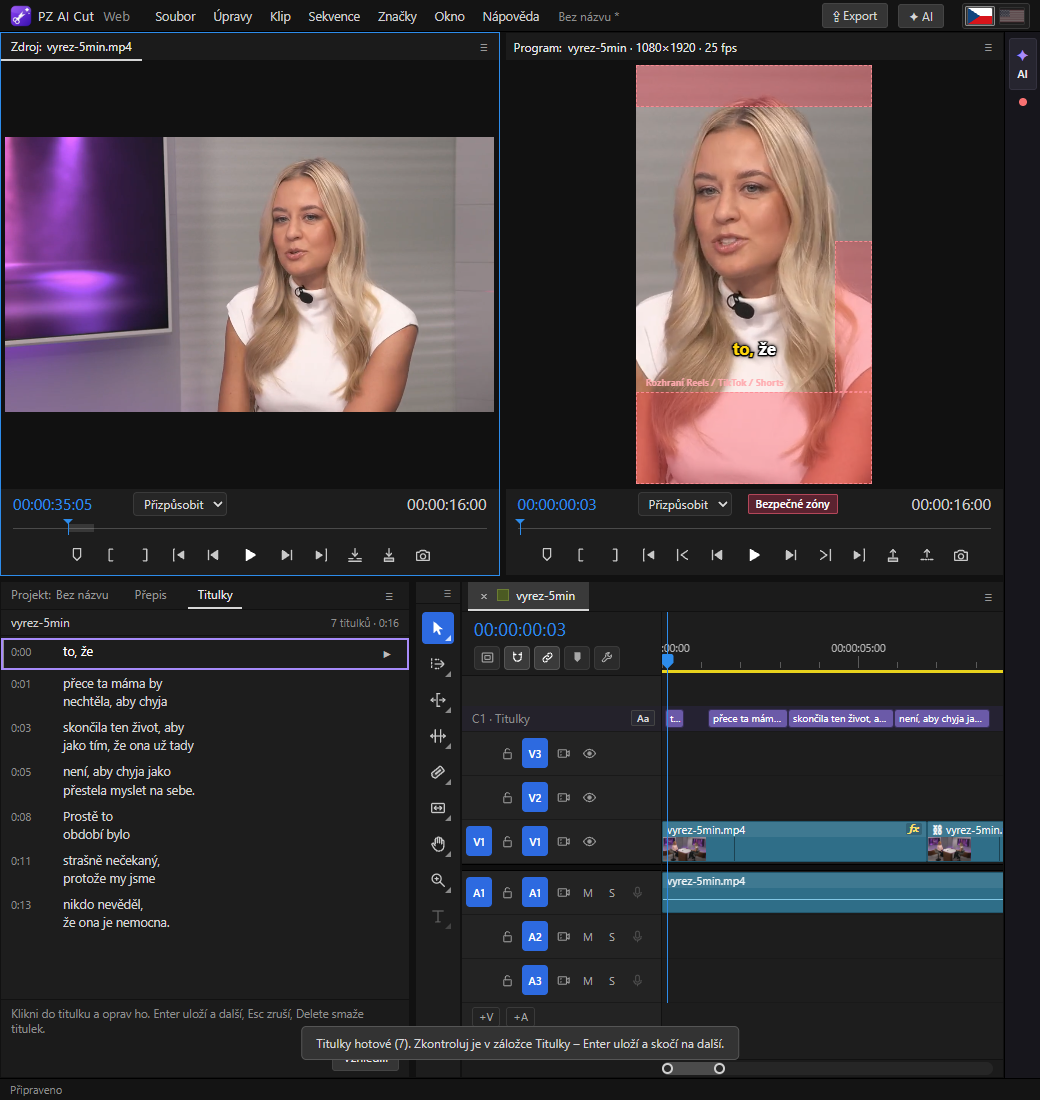 PZ AI Cut Web Soubor Úpravy Klip Sekvence Značky Okno Nápověda Bez názvu * Export AI
Zdroj: vyrez-5min.mp4
Program: vyrez-5min · 1080×1920 · 25 fps
AI
to, že
Rozhraní Reels / TikTok / Shorts
00:00:35:05 Přizpůsobit 00:00:16:00
00:00:00:03 Přizpůsobit Bezpečné zóny 00:00:16:00
Projekt: Bez názvu Přepis Titulky
vyrez-5min 7 titulků · 0:16
0:00 to, že
0:01 přece ta máma by
nechtěla, aby chyja
0:03 skončila ten život, aby
jako tím, že ona už tady
0:05 není, aby chyja jako
přestela myslet na sebe.
0:08 Prostě to
období bylo
0:11 strašně nečekaný,
protože my jsme
0:13 nikdo nevěděl,
že ona je nemocna.
Klikni do titulku a oprav ho. Enter uloží a další, Esc zruší, Delete smaže
titulek.
T
× vyrez-5min
00:00:00:03
:00:00 00:00:05:00
C1 · Titulky Aa t... přece ta mám... skončila ten život, a... není, aby chyja ja...
V3
V2
V1 V1 vyrez-5min.mp4 fx vyrez-5min.
A1 A1 M S vyrez-5min.mp4
A2 M S
A3 M S
+V +A
Titulky hotové (7). Zkontroluj je v záložce Titulky – Enter uloží a skočí na další.
Připraveno